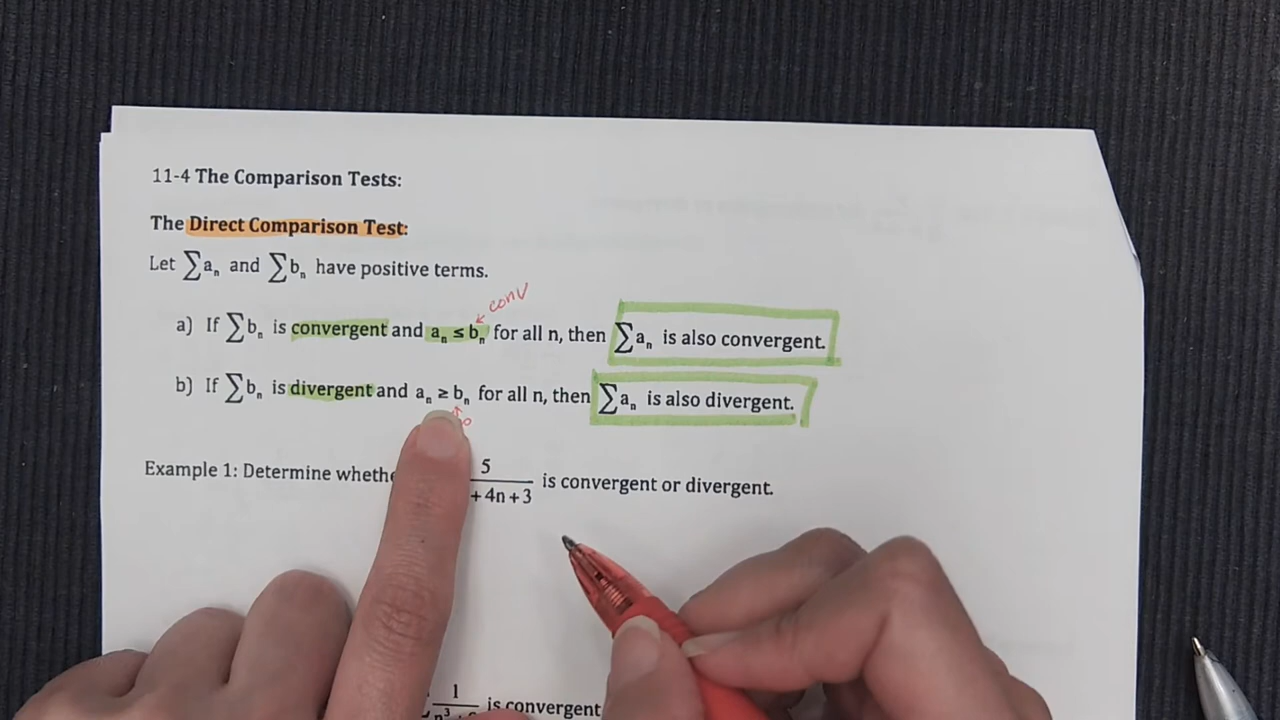 11-4 The Comparison Tests:
The Direct Comparison Test:
Let ∑aₙ and ∑bₙ have positive terms.
conv
a) If ∑bₙ is convergent and aₙ ≤ bₙ for all n, then ∑aₙ is also convergent.
b) If ∑bₙ is divergent and aₙ ≥ bₙ for all n, then ∑aₙ is also divergent.
Example 1: Determine 5
+ 4n + 3 is convergent or divergent.
1
is convergent